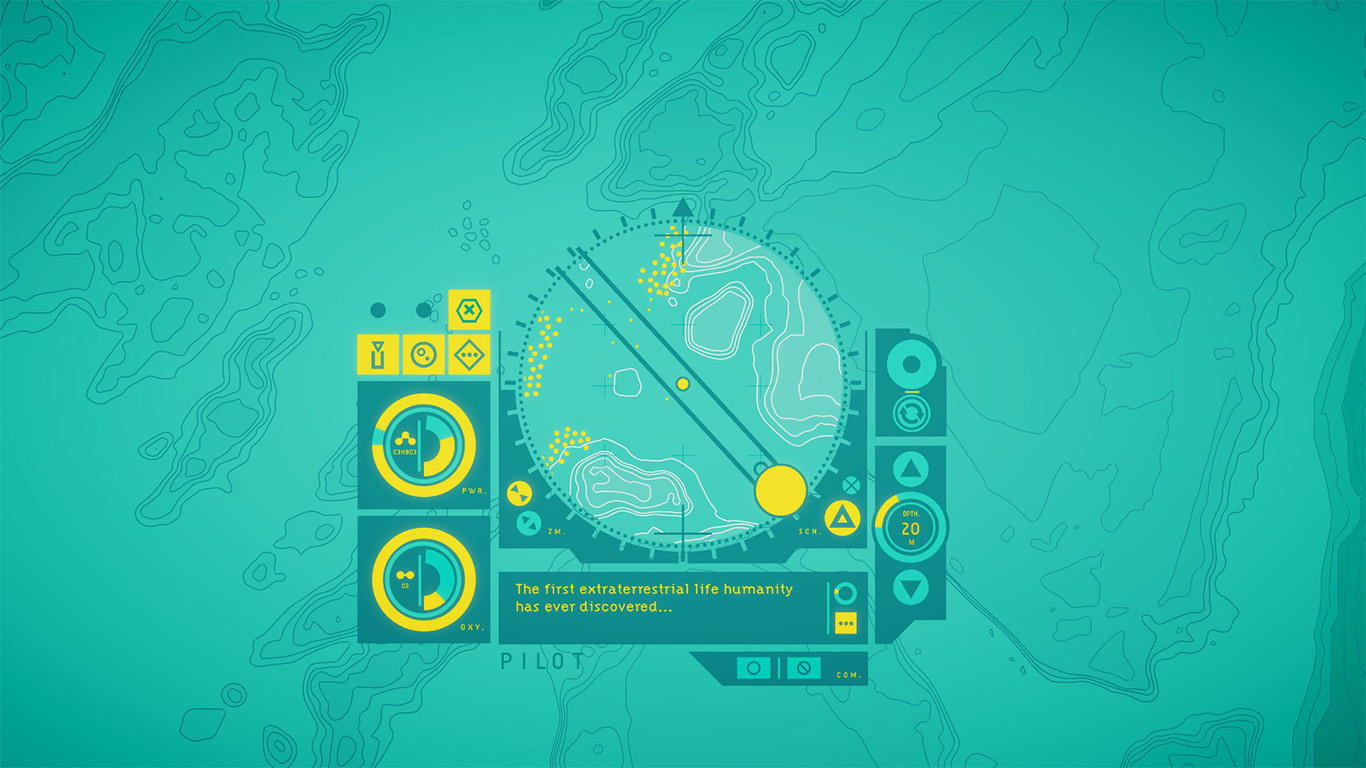 C3H8O3
PWR.
O2
OXY.
ZM.
SCN.
DPTH.
20
M
The first extraterrestrial life humanity
has ever discovered...
PILOT
COM.